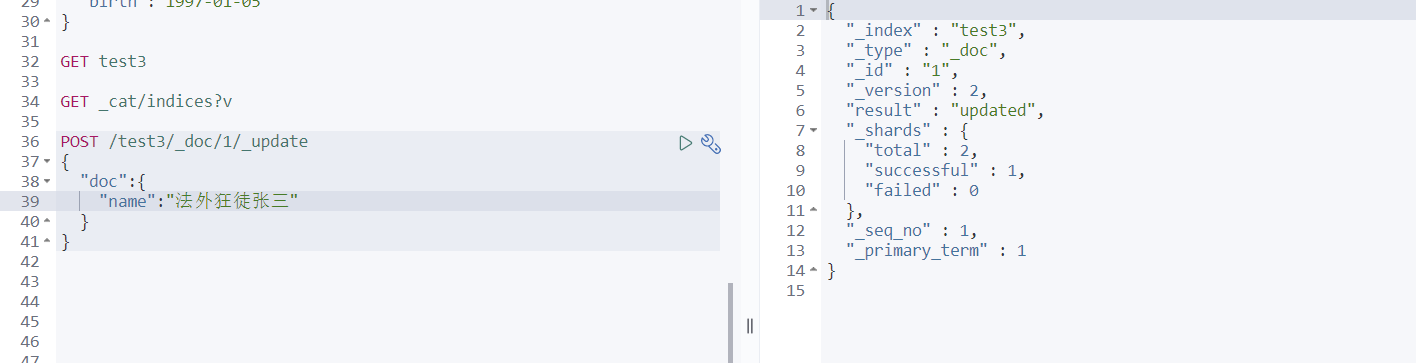 29 "birth": 1997-01-05
30 }
31
32 GET test3
33
34 GET _cat/indices?v
35
36 POST /test3/_doc/1/_update
37 {
38 "doc":{
39 "name":"法外狂徒张三"
40 }
41 }
42
43
44
45
46
47
1 {
2 "_index" : "test3",
3 "_type" : "_doc",
4 "_id" : "1",
5 "_version" : 2,
6 "result" : "updated",
7 "_shards" : {
8 "total" : 2,
9 "successful" : 1,
10 "failed" : 0
11 },
12 "_seq_no" : 1,
13 "_primary_term" : 1
14 }
15